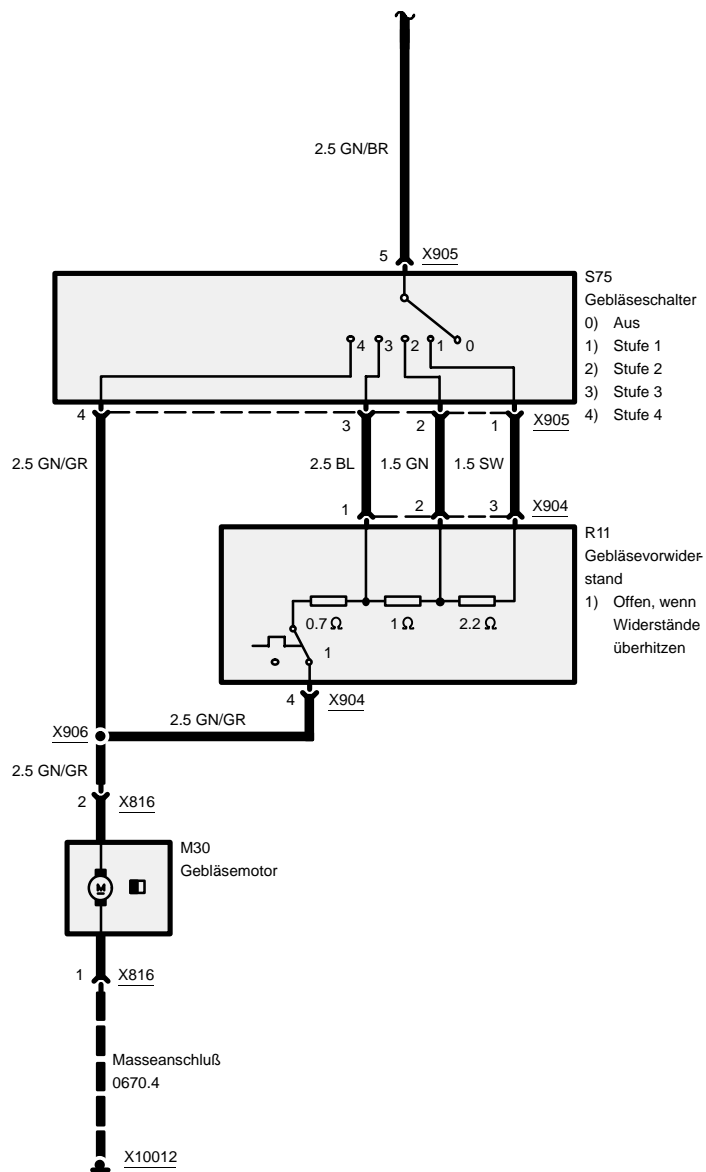 2.5 GN/BR
5 X905
S75
Gebläseschalter
0) Aus
1) Stufe 1
2) Stufe 2
3) Stufe 3
4) Stufe 4
4 3 2 1 0
4 3 2 1 X905
2.5 GN/GR 2.5 BL 1.5 GN 1.5 SW
1 2 3 X904
R11
Gebläsevorwider-
stand
1) Offen, wenn
Widerstände
überhitzen
0.7 Ω 1 Ω 2.2 Ω
1
4 X904
2.5 GN/GR
X906
2.5 GN/GR
2 X816
M30
Gebläsemotor
M
1 X816
Masseanschluß
0670.4
X10012